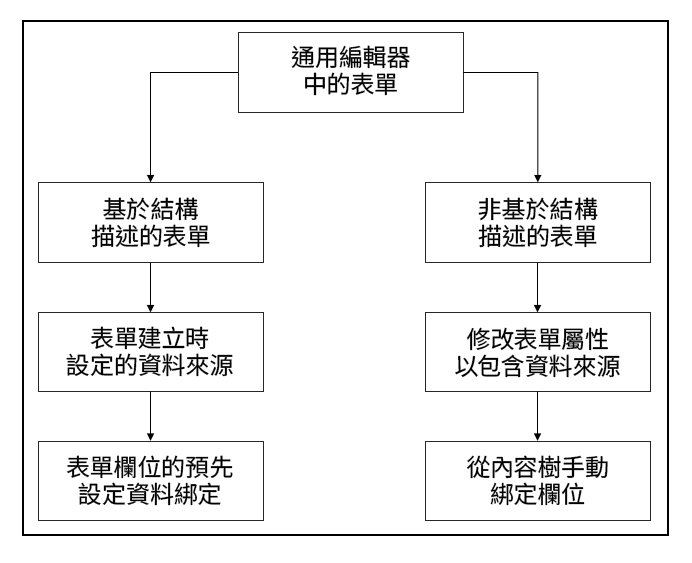 通用編輯器
中的表單
基於結構
描述的表單
非基於結構
描述的表單
表單建立時
設定的資料來源
修改表單屬性
以包含資料來源
表單欄位的預先
設定資料綁定
從內容樹手動
綁定欄位